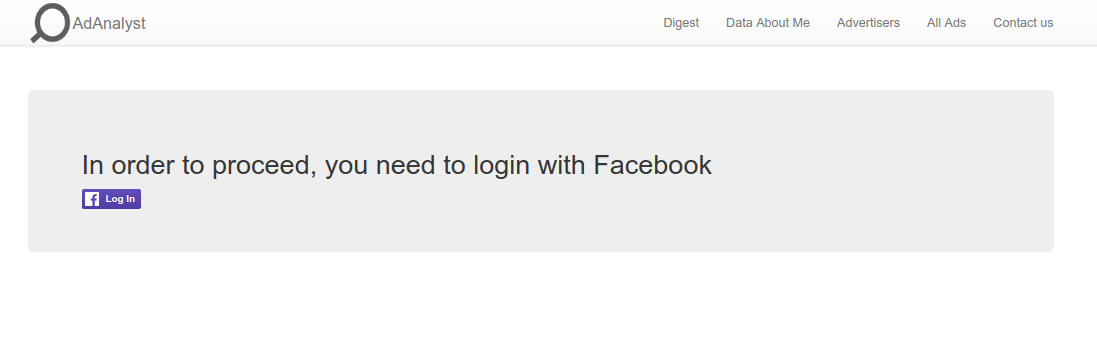 AdAnalyst
Digest
Data About Me
Advertisers
All Ads
Contact us
In order to proceed, you need to login with Facebook
Log In